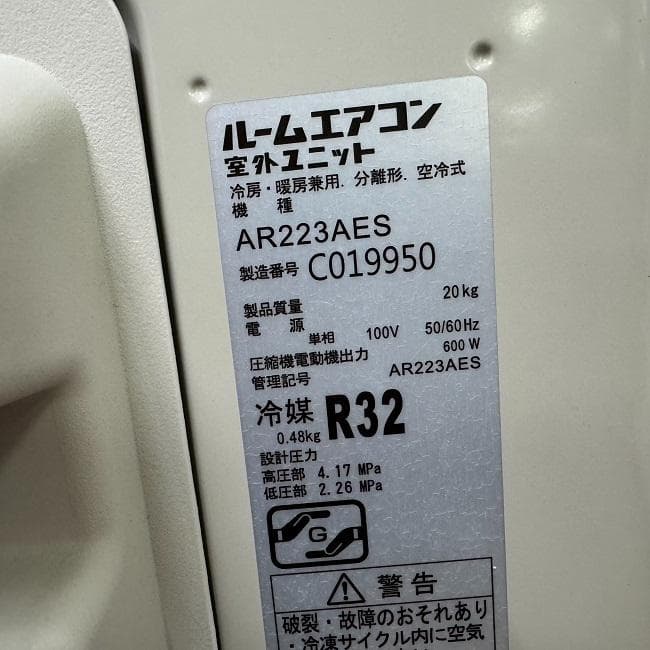 ルームエアコン
室外ユニット
冷房・暖房兼用．分離形．空冷式
機 種
AR223AES
製造番号 C019950
製品質量 20kg
電 源 単相 100V 50/60Hz
圧縮機電動機出力 600 W
管理記号 AR223AES
冷媒 R32
0.48kg
設計圧力
高圧部 4.17 MPa
低圧部 2.26 MPa
G
警告
破裂・故障のおそれあり
・冷凍サイクル内に空気